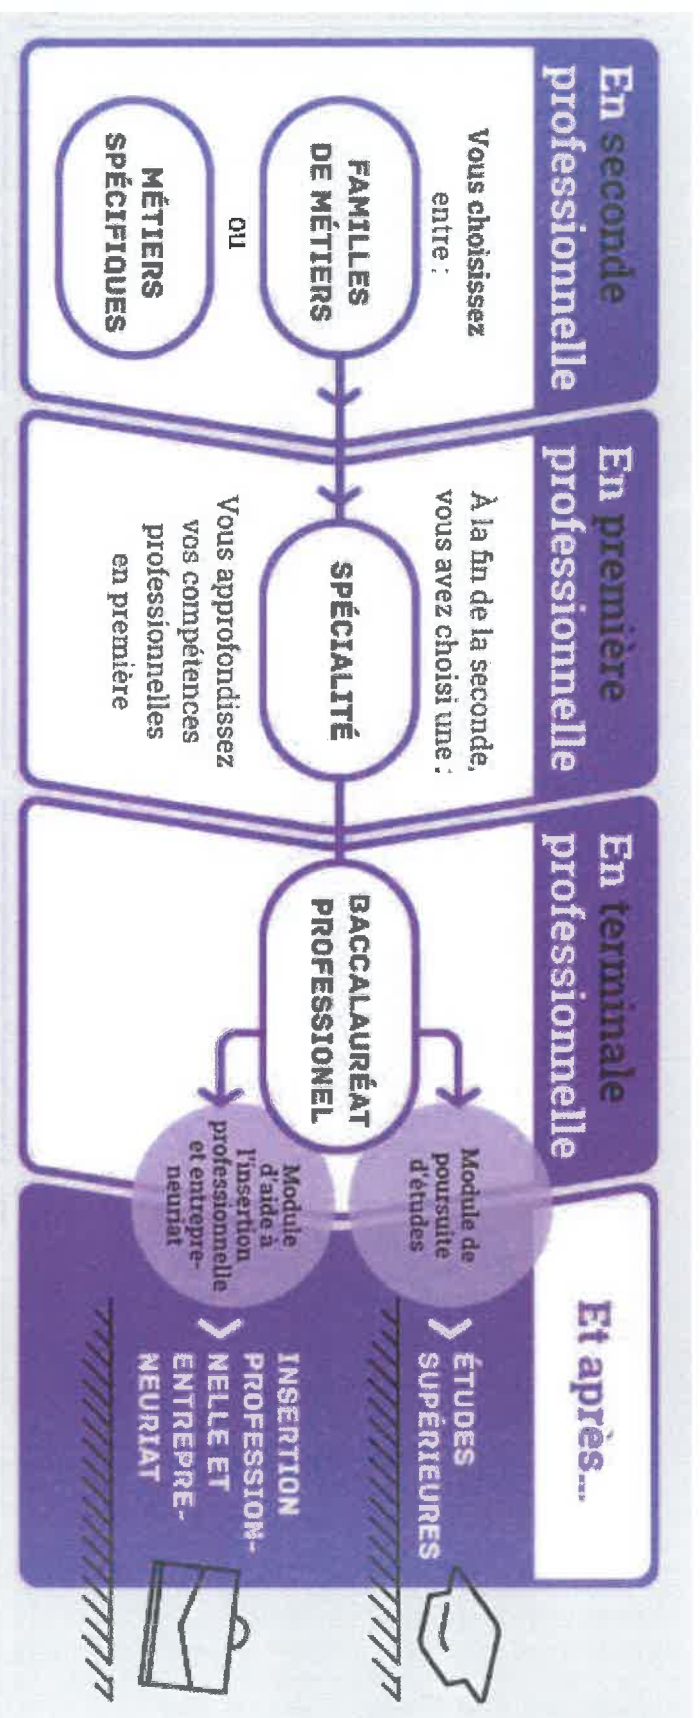 En seconde
professionnelle
Vous choisissez
entre :
FAMILLES
DE MÉTIERS
OU
MÉTIERS
SPÉCIFIQUES
En première
professionnelle
À la fin de la seconde,
vous avez choisi une :
SPÉCIALITÉ
Vous approfondissez
vos compétences
professionnelles
en première
En terminale
professionnelle
BACCALAURÉAT
PROFESSIONEL
Module de
poursuite
d'études
Module
d'aide à
l'insertion
professionnelle
et entrepre-
neuriat
Et après...
ÉTUDES
SUPÉRIEURES
INSERTION
PROFESSION-
NELLE ET
ENTREPRE-
NEURIAT